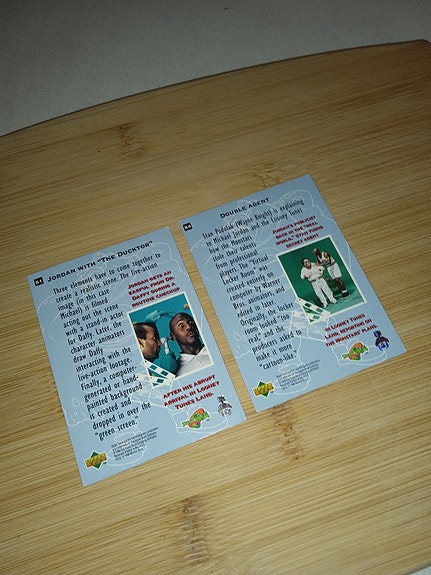 51
JORDAN WITH "THE DUCKTOR"
Three elements have to come together to
create a realistic scene. The live-action
image (in this case
Michael) is filmed
acting out the scene
with a stand-in actor
for Daffy. Later, the
character animators
draw Daffy
interacting with the
live-action footage.
Finally, a computer-
generated or hand-
painted background
is created and
dropped in over the
"green screen."
JORDAN GETS AN
EARFUL FROM DR.
DAFFY DURING A
ROUTINE CHECKUP
AFTER HIS ABRUPT
ARRIVAL IN LOONEY
TUNES LAND.
54
DOUBLE AGENT
Stan Podolak (Wayne Knight) is explaining
to Michael Jordan and the Looney Tunes
how the Monstars
stole their talent
from professional
players. The "Virtual
Locker Room" was
created entirely on
computer by Warner
Bros. animators, and
edited in later.
Originally, the locker
room looked "too
real" and the
producers asked to
make it more
"cartoon-like."
JORDAN'S PUBLICIST
BACK IN THE "REAL
WORLD," STAN TURNS
SECRET AGENT
IN LOONEY TUNES
LAND, REPORTING ON
THE MONSTARS' PLANS.